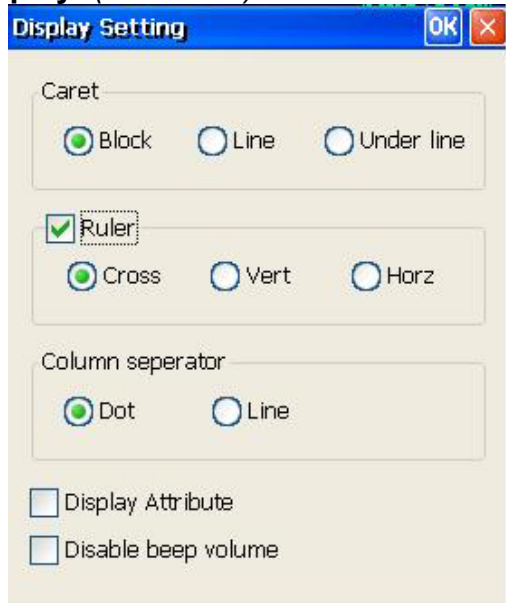 Display Setting OK
Caret
Block Line Under line
Ruler
Cross Vert Horz
Column seperator
Dot Line
Display Attribute
Disable beep volume